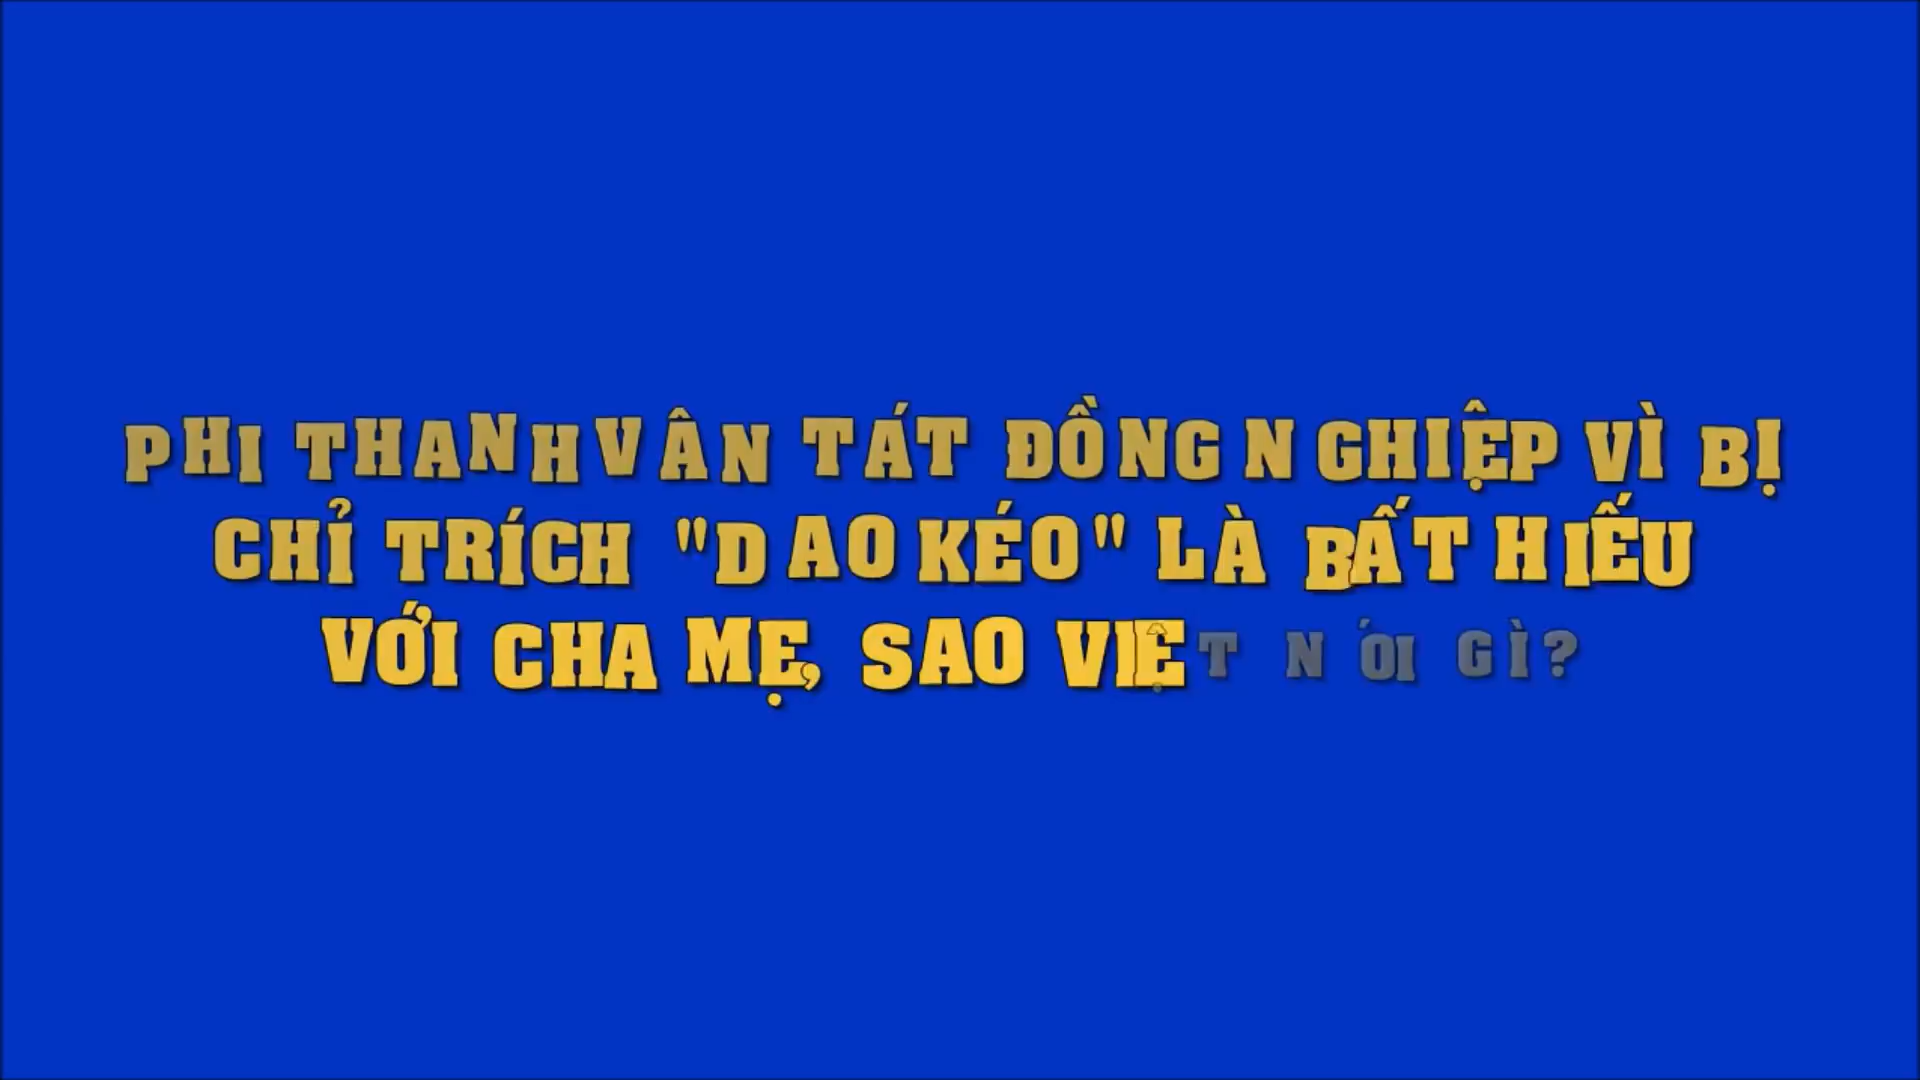 PHI THANH VÂN TÁT ĐỒNG NGHIỆP VÌ BỊ
CHỈ TRÍCH "DAO KÉO" LÀ BẤT HIẾU
VỚI CHA MẸ, SAO VIỆT NÓI GÌ?